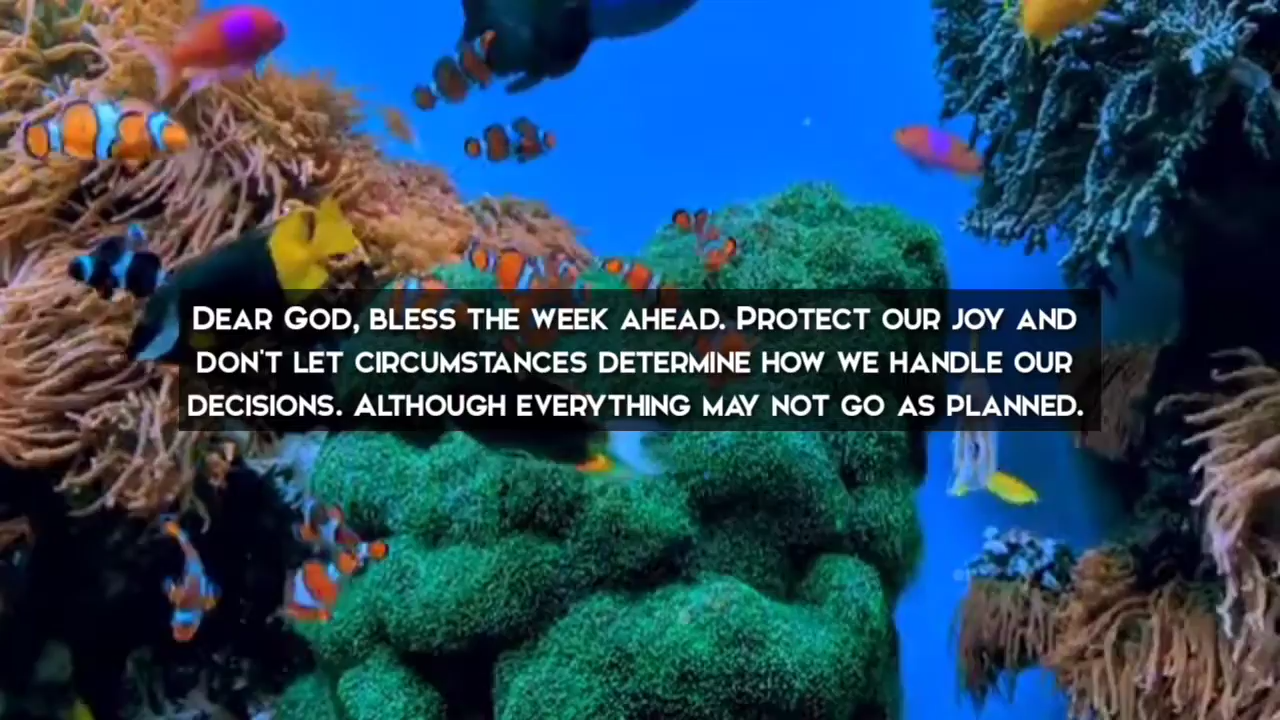 Dear God, bless the week ahead. Protect our joy and
don't let circumstances determine how we handle our
decisions. Although everything may not go as planned.